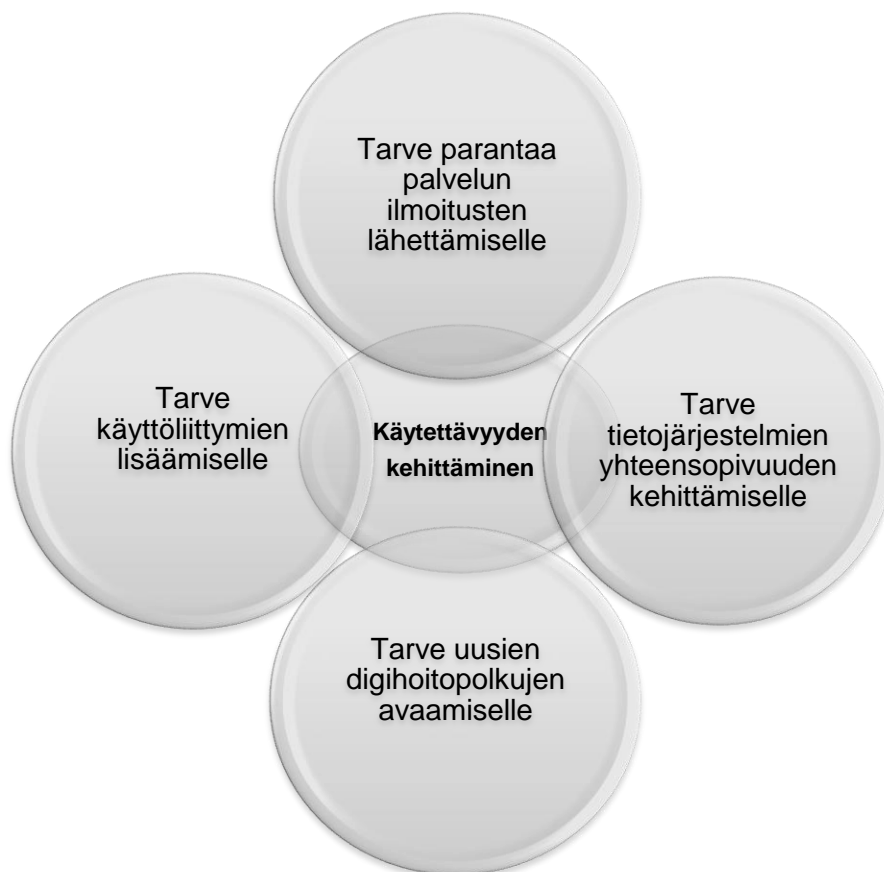 Tarve parantaa
palvelun
ilmoitusten
lähettämiselle
Tarve
käyttöliittymien
lisäämiselle
Käytettävyyden
kehittäminen
Tarve
tietojärjestelmien
yhteensopivuuden
kehittämiselle
Tarve uusien
digihoitopolkujen
avaamiselle